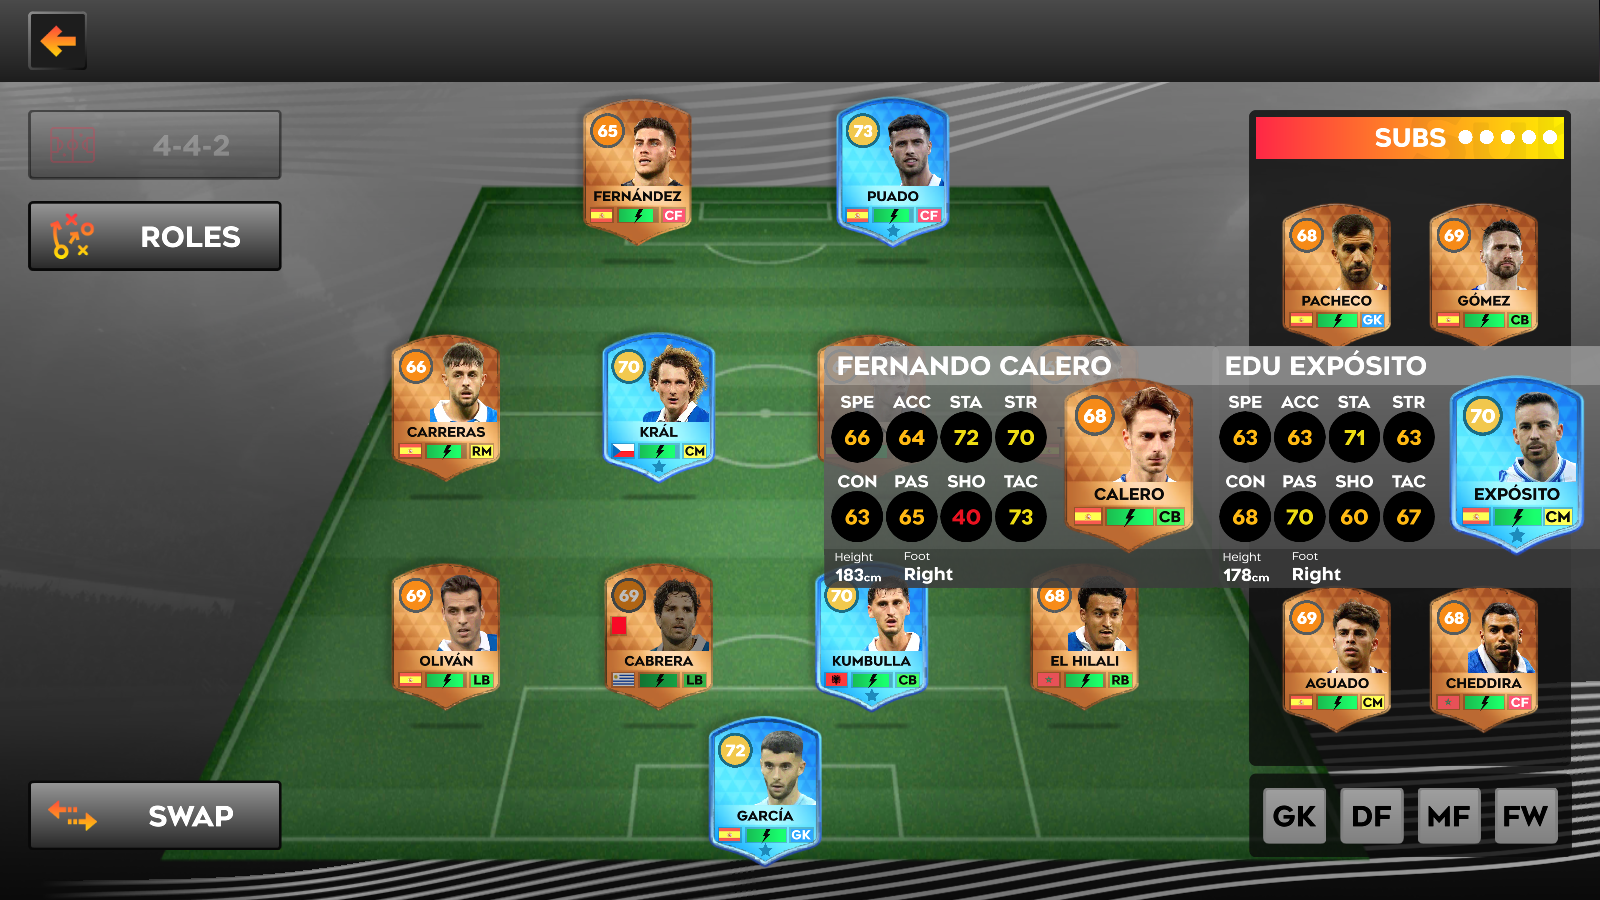 4-4-2
ROLES
SWAP
65
FERNÁNDEZ
CF
73
PUADO
CF
66
CARRERAS
RM
70
KRÁL
CM
69
OLIVÁN
LB
69
CABRERA
LB
70
KUMBULLA
CB
68
EL HILALI
RB
72
GARCÍA
GK
FERNANDO CALERO
SPE ACC STA STR
66 64 72 70
CON PAS SHO TAC
63 65 40 73
Height Foot
183cm Right
68
CALERO
CB
EDU EXPÓSITO
SPE ACC STA STR
63 63 71 63
CON PAS SHO TAC
68 70 60 67
Height Foot
178cm Right
70
EXPÓSITO
CM
SUBS
68
PACHECO
GK
69
GÓMEZ
CB
69
AGUADO
CM
68
CHEDDIRA
CF
GK DF MF FW